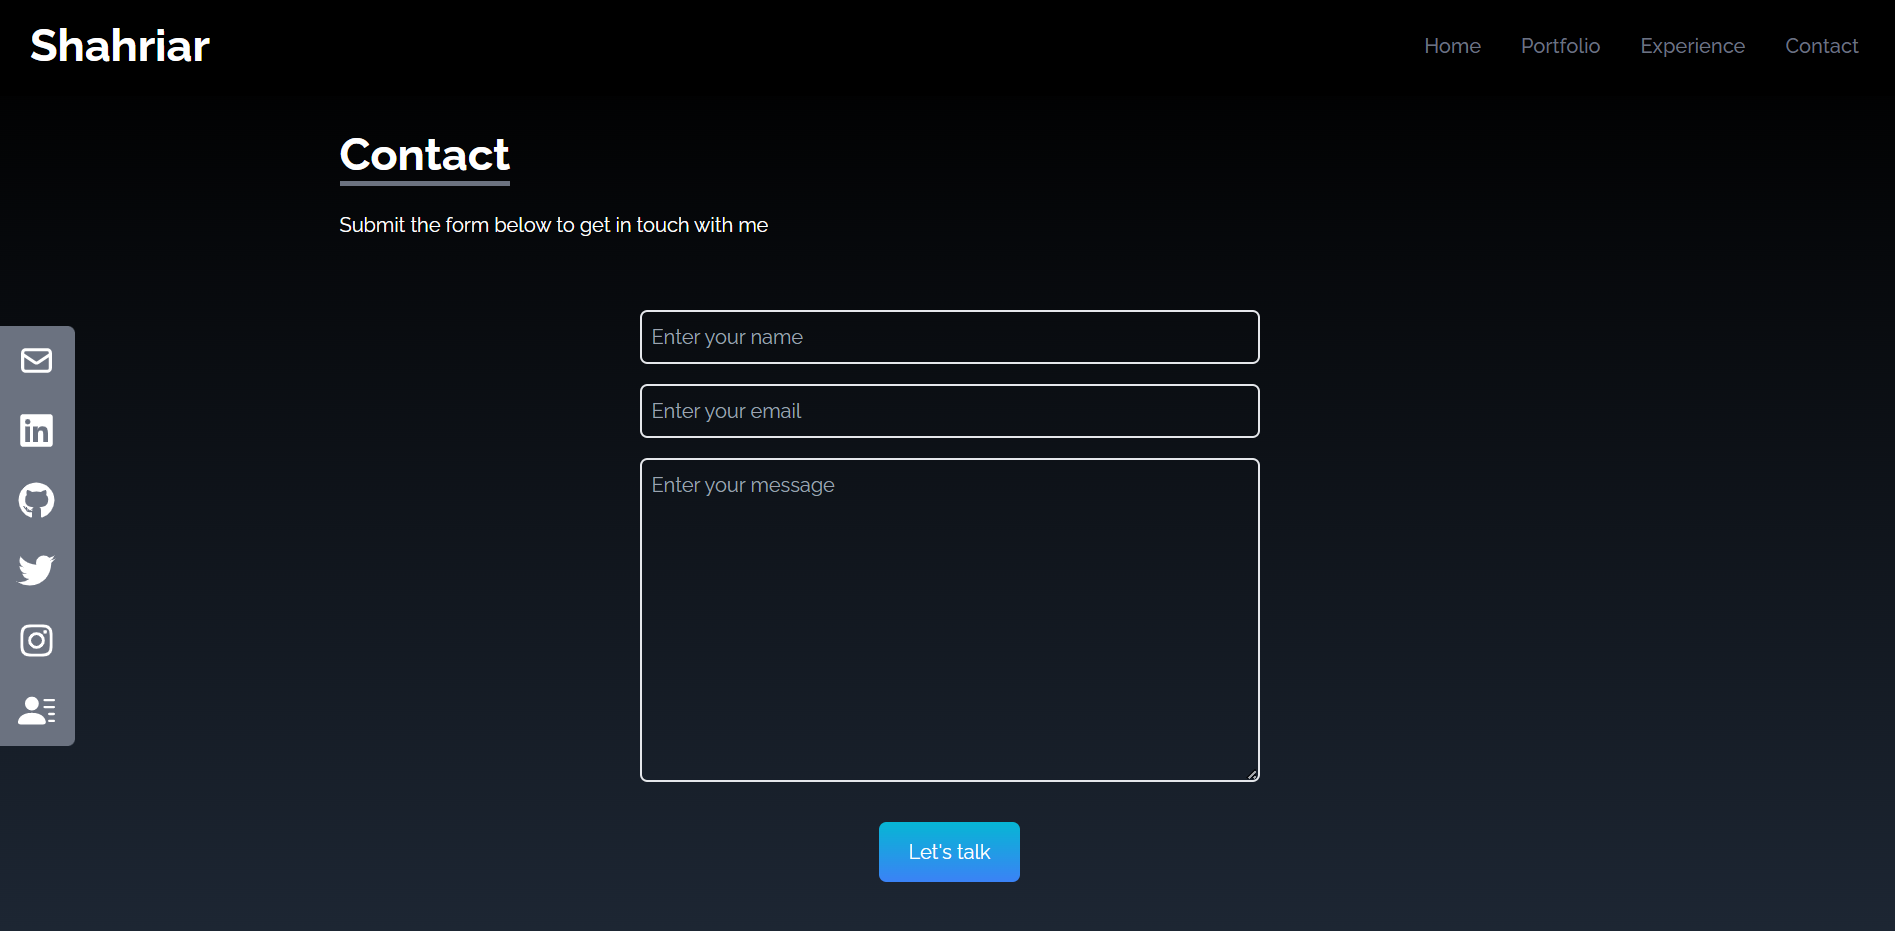 Shahriar
Home Portfolio Experience Contact
Contact
Submit the form below to get in touch with me
Enter your name
Enter your email
in
Enter your message
Let's talk